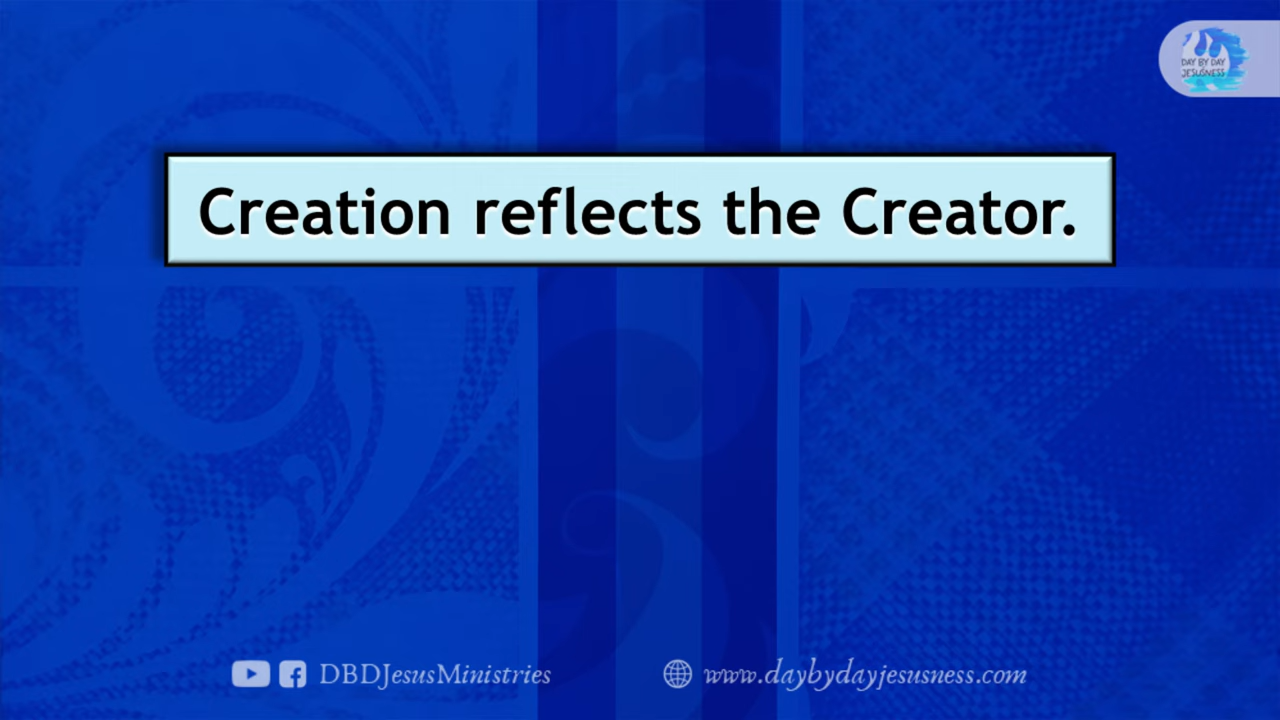 DAY BY DAY
JESUSNESS
Creation reflects the Creator.
DBDJesusMinistries
www.daybydayjesusness.com